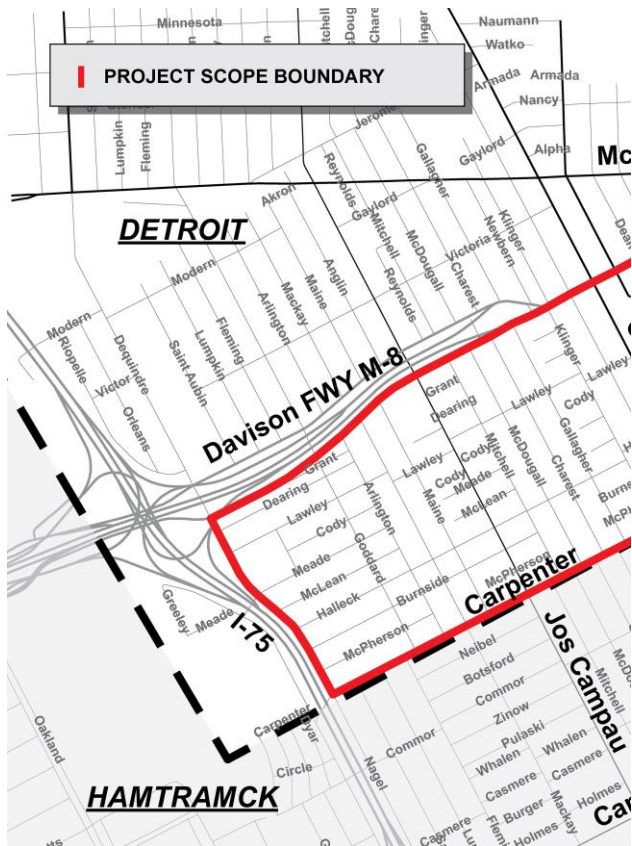 Minnesota
Naumann
Watko
PROJECT SCOPE BOUNDARY
Armada
Armada
Nancy
Lumpkin
Fleming
Jerome
Gallagher
Gaylord
Alpha
Reynolds
Akron
Gaylord
DETROIT
Mitchell
McDougall
Reynolds
Victoria
Charest
Klinger
Newbern
Modern
Anglin
Maine
Mackay
Arlington
Fleming
Lumpkin
Saint Aubin
Modern
Riopelle
Dequindre
Victor
Orleans
Davison FWY M-8
Klinger
Grant
Dearing
Lawley
Lawley
Cody
Grant
Dearing
Lawley
Cody
Arlington
Lawley
Cody
Cody
Meade
McLean
Maine
Mitchell
McDougall
Gallagher
Charest
Meade
McLean
Halleck
Goddard
Burnside
McPherson
McPherson
Carpenter
Greeley
Meade
I-75
Jos Campau
Neibel
Botsford
Commor
Zinow
Pulaski
Whalen
Whalen
Casmere
Casmere
Mitchell
Oakland
Carpenter
Dyar
Circle
Commor
Nagel
HAMTRAMCK
Burger
Mackay
Holmes
Holmes
Casmere